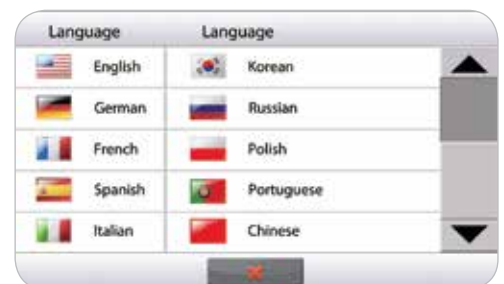 Language Language
English Korean
German Russian
French Polish
Spanish Portuguese
Italian Chinese